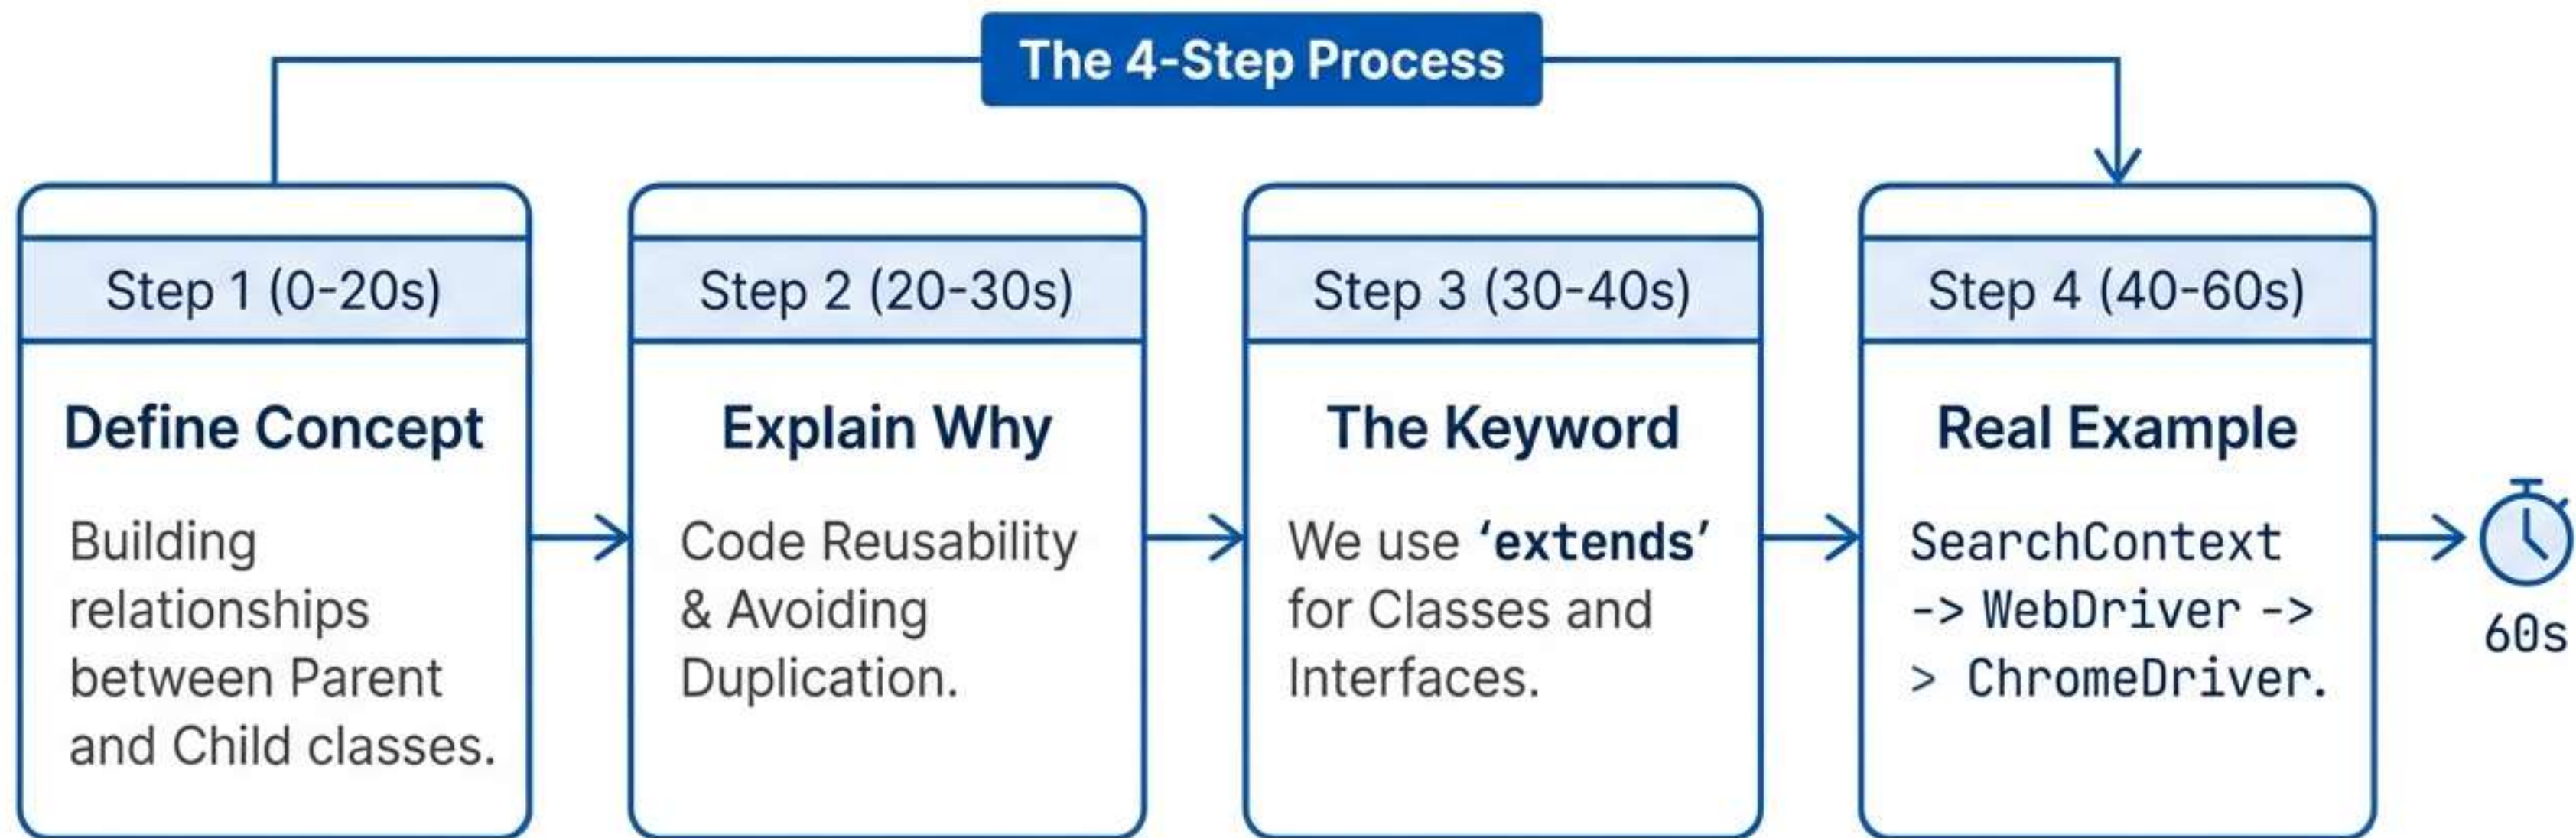 The 4-Step Process
Step 1 (0-20s)
Define Concept
Building
relationships
between Parent
and Child classes.
Step 2 (20-30s)
Explain Why
Code Reusability
& Avoiding
Duplication.
Step 3 (30-40s)
The Keyword
We use ‘extends’
for Classes and
Interfaces.
Step 4 (40-60s)
Real Example
SearchContext
-> WebDriver ->
> ChromeDriver.
60s